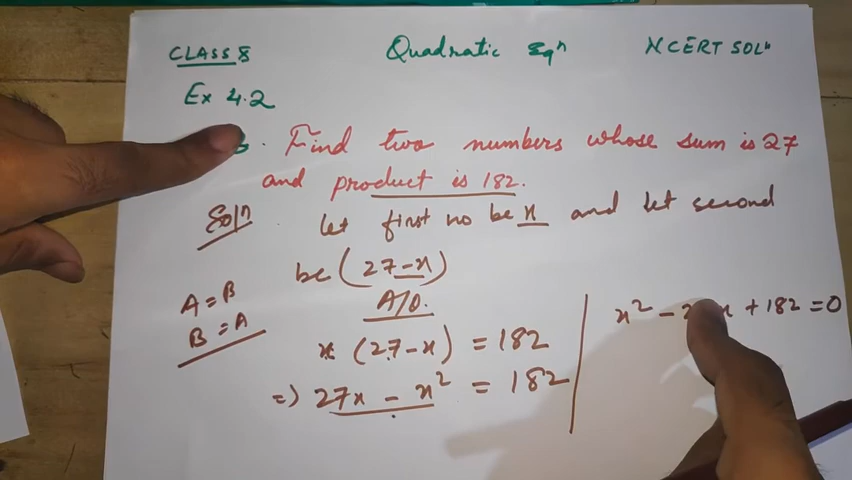 CLASS 8 Quadratic Eqn NCERT SOLn
Ex 4.2
Find two numbers whose sum is 27
and product is 182.
Soln let first no be x and let second
be (27-x)
A = B
B = A
A/Q.
x (27-x) = 182
=) 27x - x² = 182
x² - x + 182 = 0